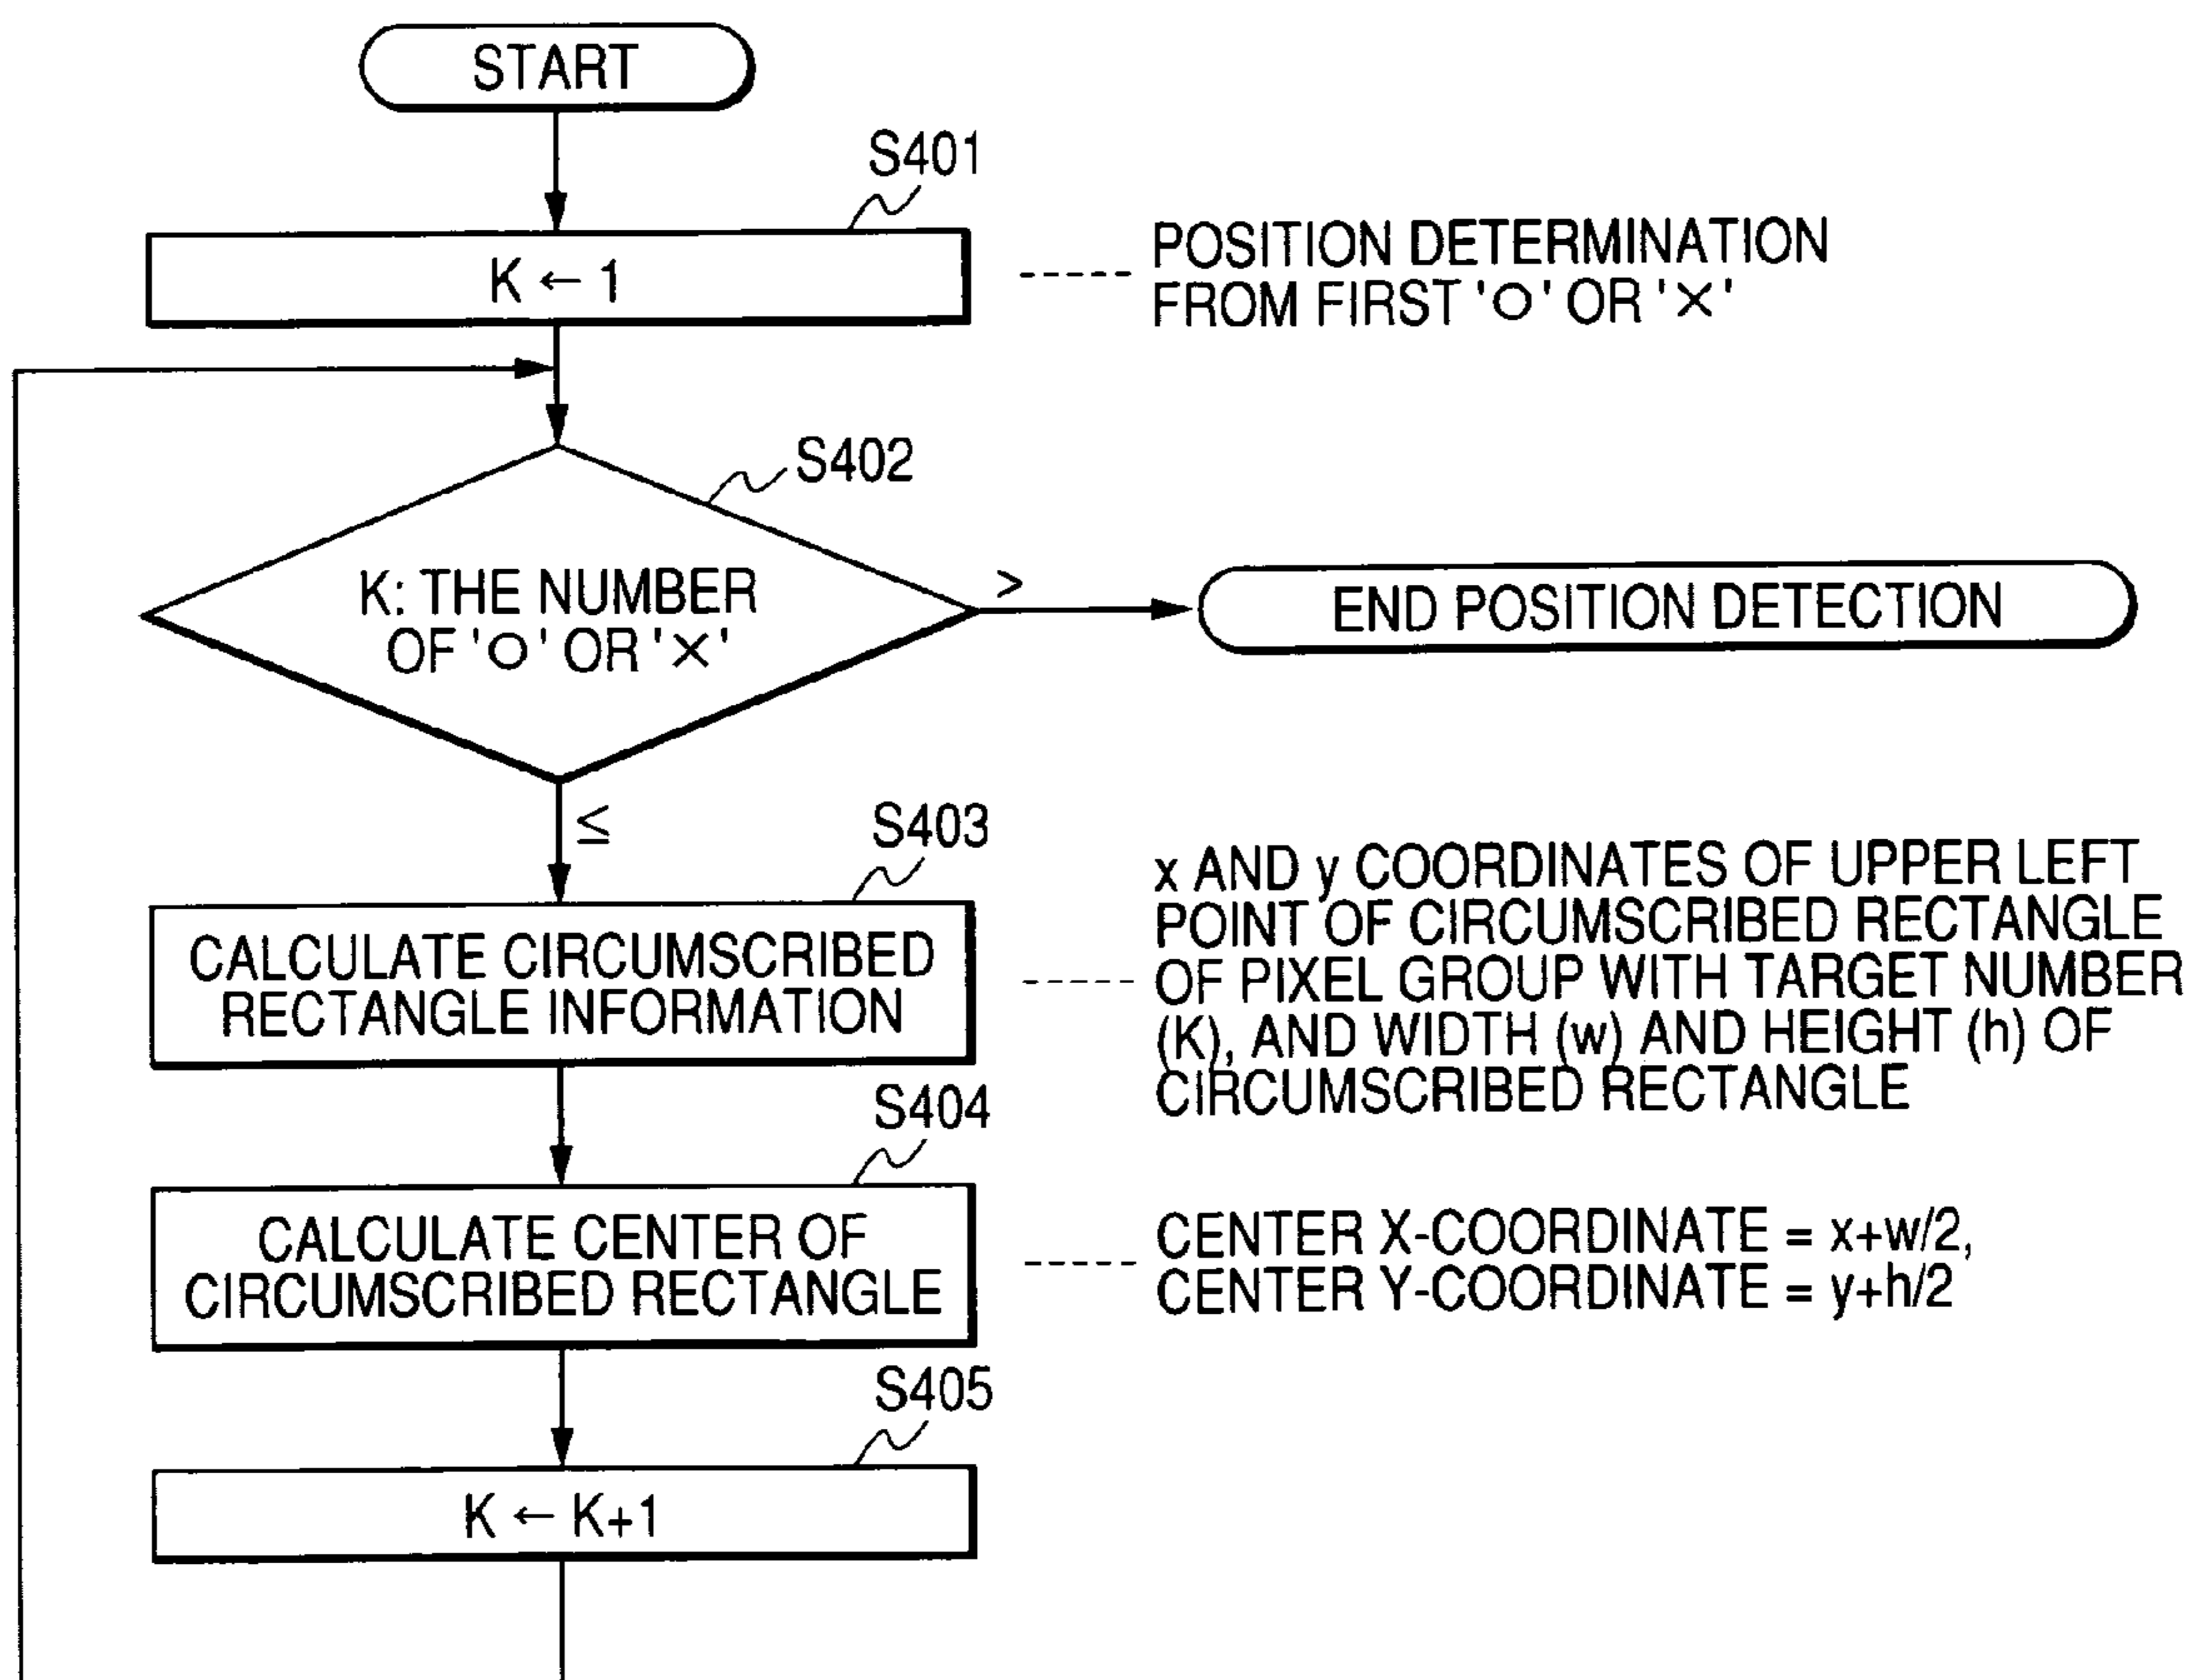 START
S401
K ← 1
POSITION DETERMINATION
FROM FIRST '○' OR '×'
S402
K: THE NUMBER
OF '○' OR '×'
>
END POSITION DETECTION
≤
S403
CALCULATE CIRCUMSCRIBED
RECTANGLE INFORMATION
x AND y COORDINATES OF UPPER LEFT
POINT OF CIRCUMSCRIBED RECTANGLE
OF PIXEL GROUP WITH TARGET NUMBER
(K), AND WIDTH (w) AND HEIGHT (h) OF
CIRCUMSCRIBED RECTANGLE
S404
CALCULATE CENTER OF
CIRCUMSCRIBED RECTANGLE
CENTER X-COORDINATE = x+w/2,
CENTER Y-COORDINATE = y+h/2
S405
K ← K+1